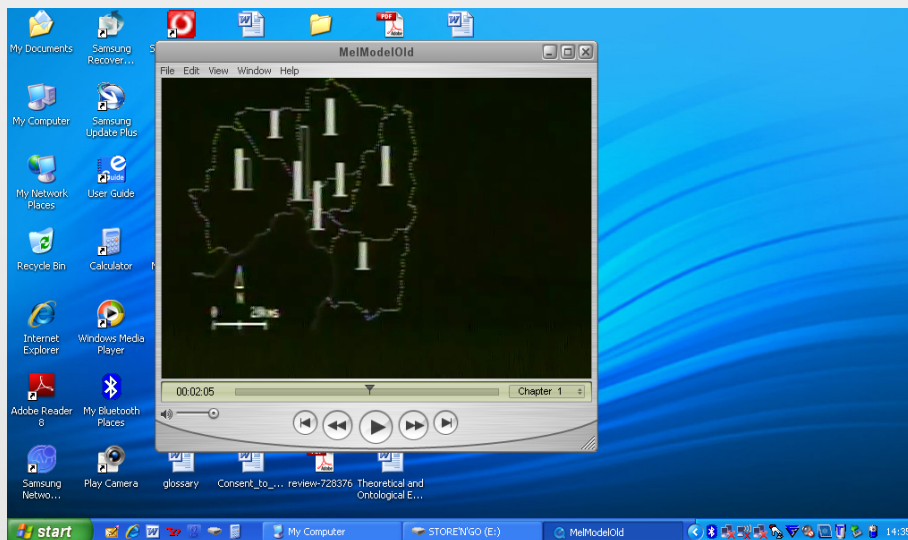 My Documents
Samsung
Recover...
MelModelOld
File Edit View Window Help
My Computer
Samsung
Update Plus
My Network
Places
User Guide
Recycle Bin
Calculator
Internet
Explorer
Windows Media
Player
00:02:05
Chapter 1
Adobe Reader
8
My Bluetooth
Places
Samsung
Netwo...
Play Camera
glossary
Consent_to_...
review-728376
Theoretical and
Ontological E...
start
My Computer
STORE'N'GO (E:)
MelModelOld
14:35